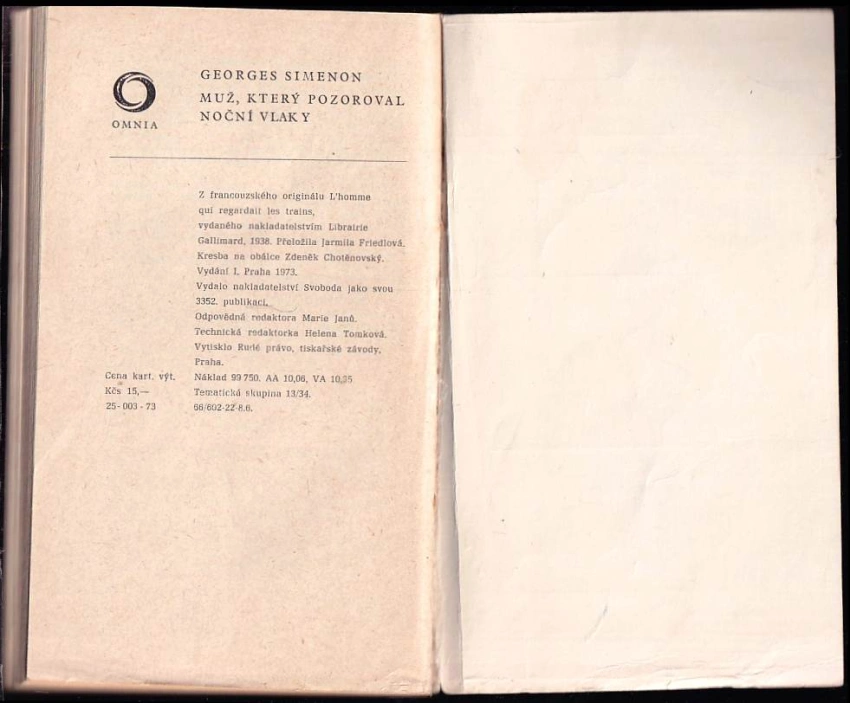 OMNIA
GEORGES SIMENON
MUŽ, KTERÝ POZOROVAL
NOČNÍ VLAKY
Z francouzského originálu L'homme
qui regardait les trains,
vydaného nakladatelstvím Librairie
Gallimard, 1938. Přeložila Jarmila Friedlová.
Kresba na obálce Zdeněk Chotěnovský.
Vydání I. Praha 1973.
Vydalo nakladatelství Svoboda jako svou
3352. publikaci.
Odpovědná redaktora Marie Janů.
Technická redaktorka Helena Tomková.
Vytisklo Rudé právo, tiskařské závody,
Praha.
Cena kart. výt. Náklad 99 750. AA 10,06, VA 10,35
Kčs 15,— Tematická skupina 13/34.
25-003-73 66/602-22-8.6.